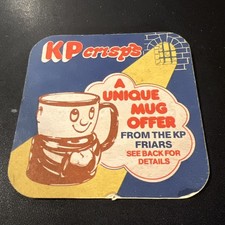 KP crisps
A
UNIQUE
MUG
OFFER
FROM THE KP
FRIARS
SEE BACK FOR
DETAILS